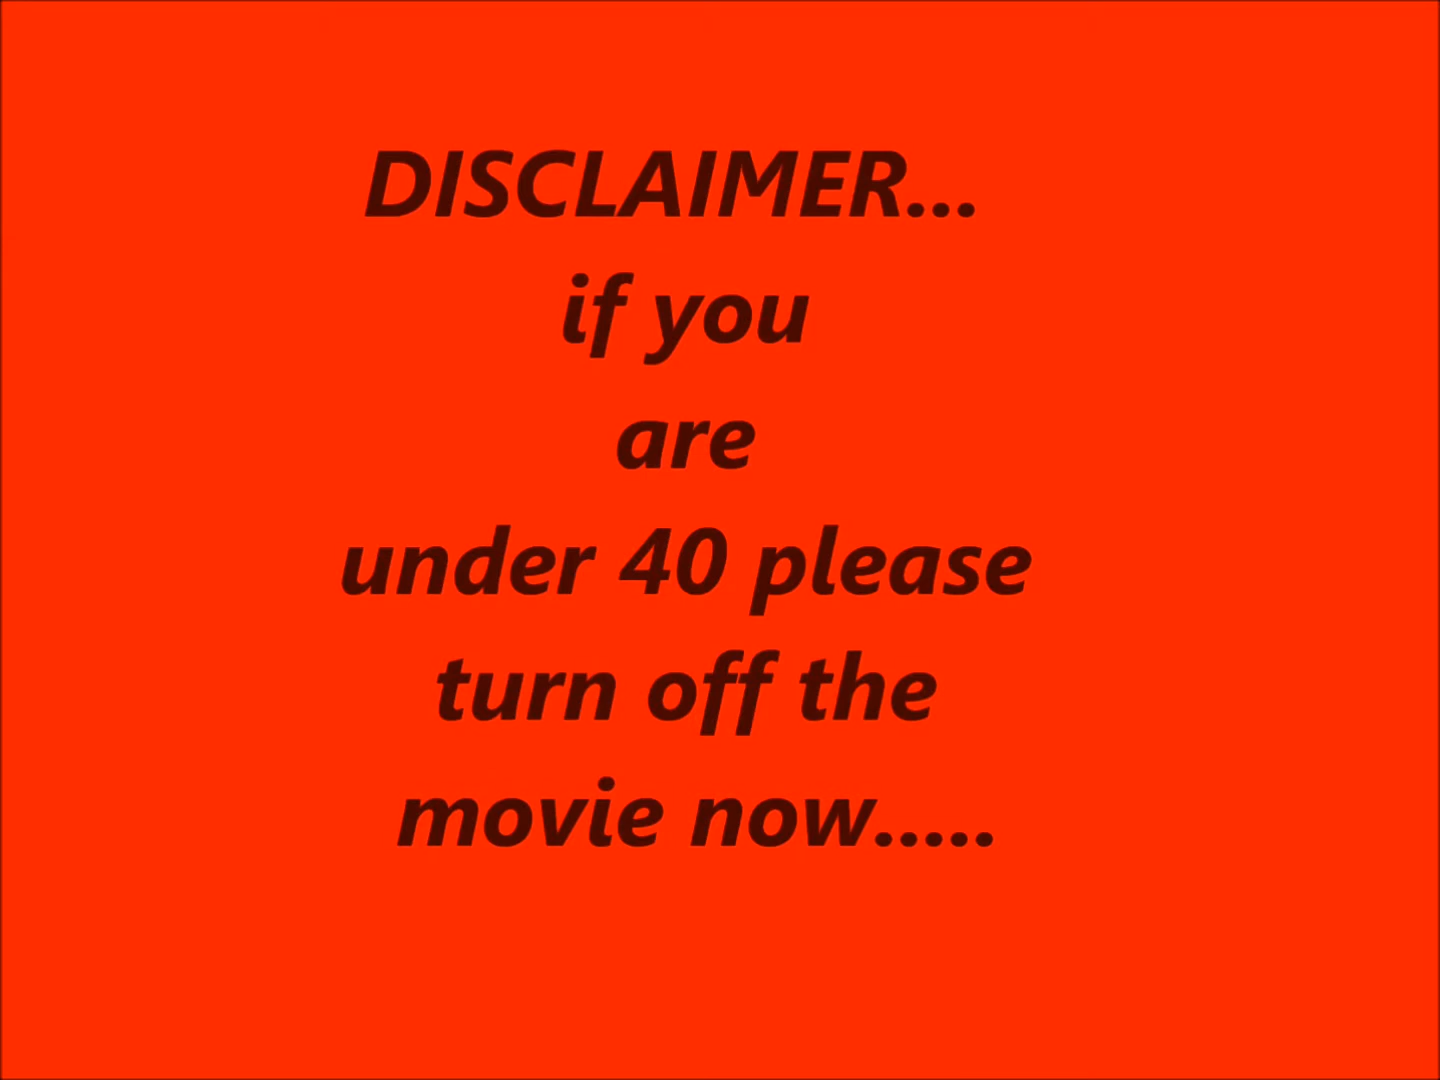 DISCLAIMER...
if you
are
under 40 please
turn off the
movie now.....